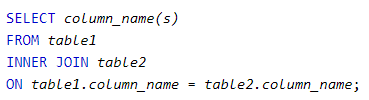 SELECT column_name(s)
FROM table1
INNER JOIN table2
ON table1.column_name = table2.column_name;